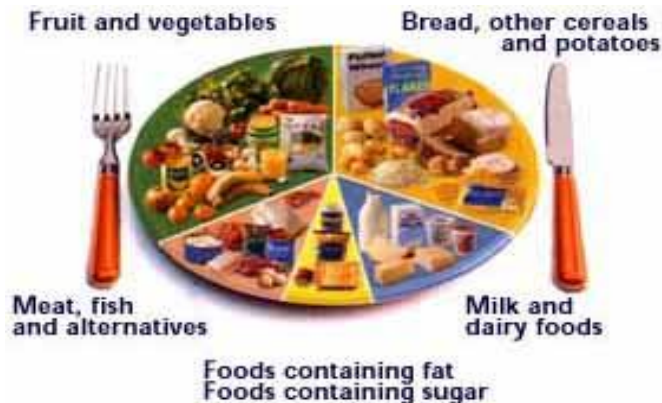 Fruit and vegetables
Bread, other cereals
and potatoes
Meat, fish
and alternatives
Milk and
dairy foods
Foods containing fat
Foods containing sugar